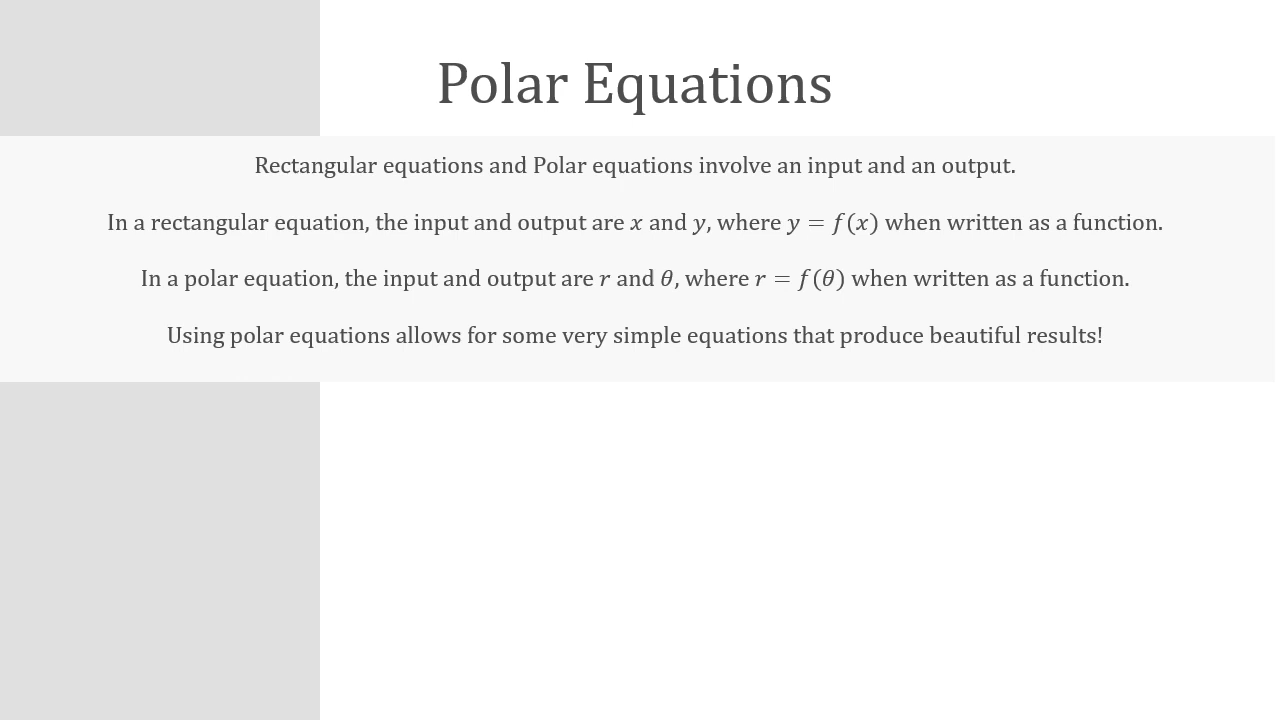 Polar Equations
Rectangular equations and Polar equations involve an input and an output.
In a rectangular equation, the input and output are x and y, where y = f(x) when written as a function.
In a polar equation, the input and output are r and θ, where r = f(θ) when written as a function.
Using polar equations allows for some very simple equations that produce beautiful results!